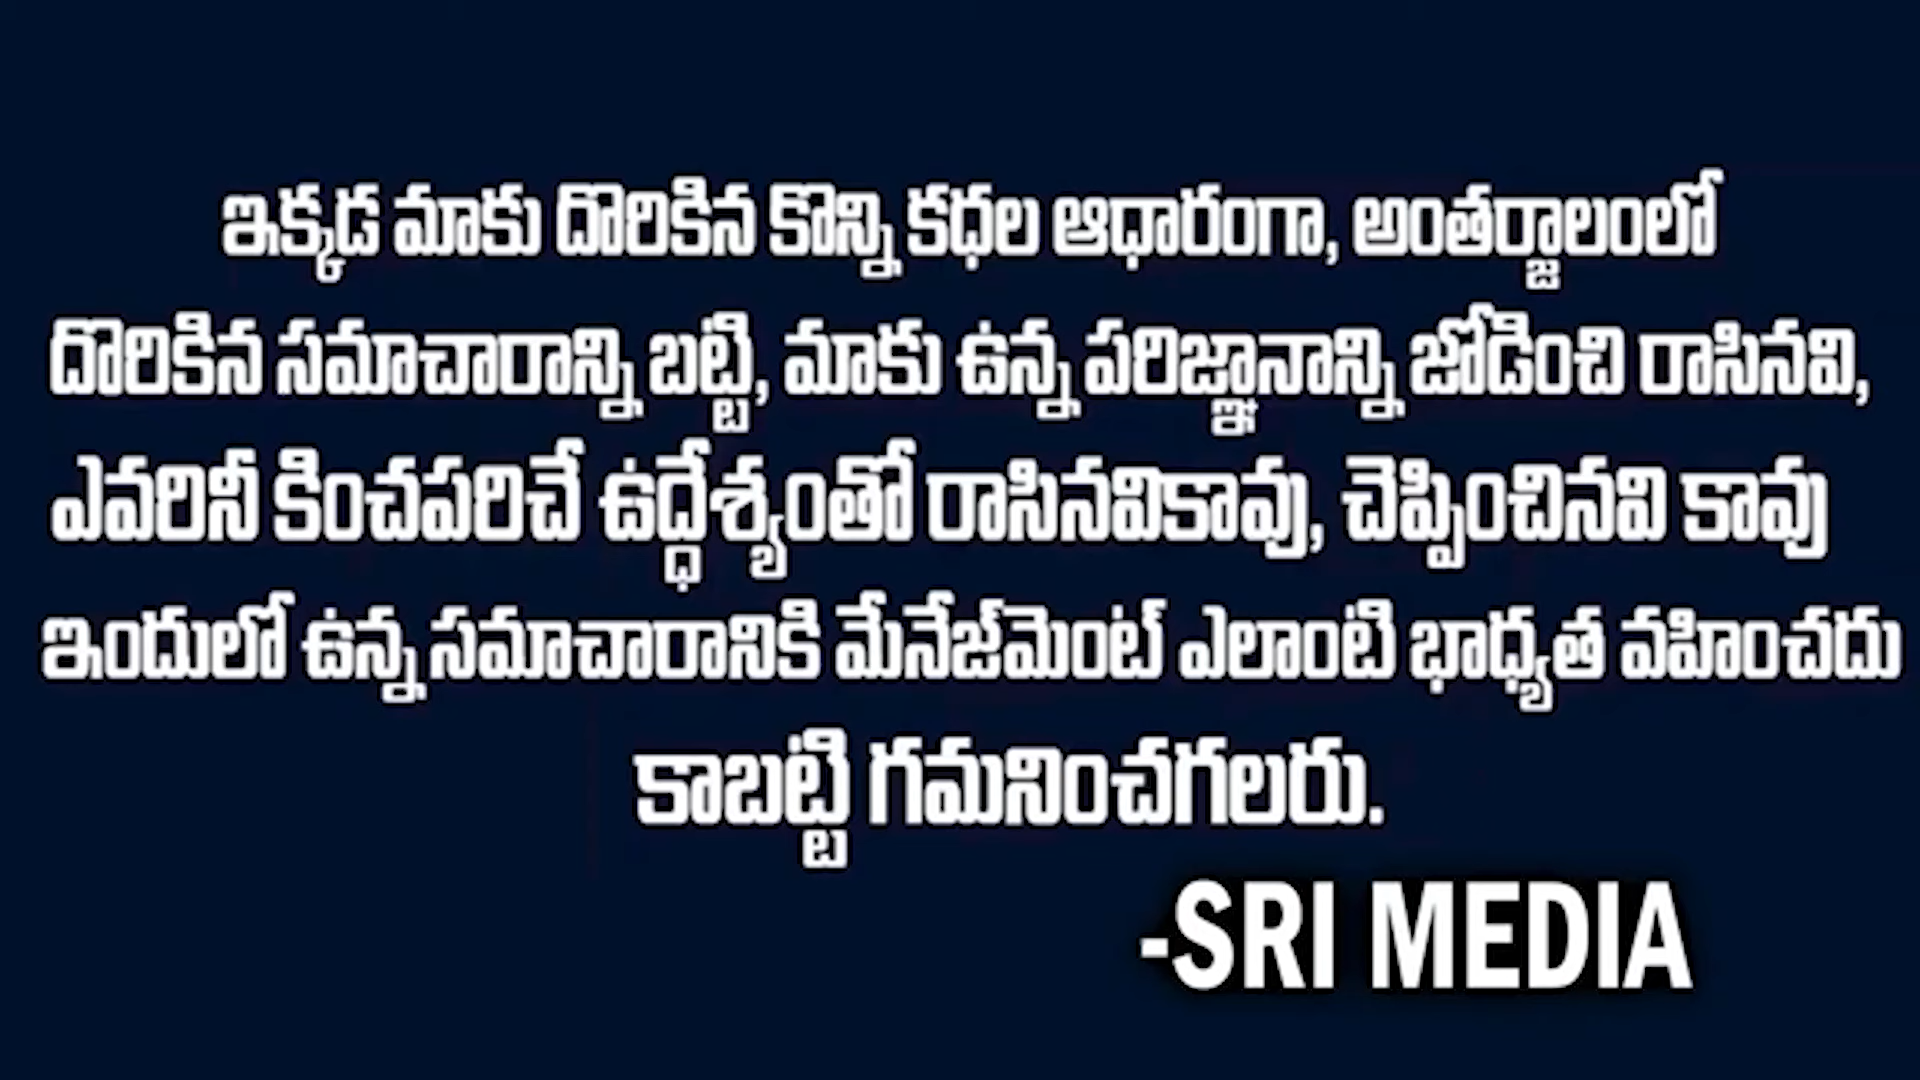 ఇక్కడ మాకు దొరికిన కొన్ని కధల ఆధారంగా, అంతర్జాలంలో
దొరికిన సమాచారాన్ని బట్టి, మాకు ఉన్న పరిజ్ఞానాన్ని జోడించి రాసినవి,
ఎవరినీ కించపరిచే ఉద్ధేశ్యంతో రాసినవికావు, చెప్పించినవి కావు
ఇందులో ఉన్న సమాచారానికి మేనేజ్‌మెంట్ ఎలాంటి భాధ్యత వహించదు
కాబట్టి గమనించగలరు.
-SRI MEDIA